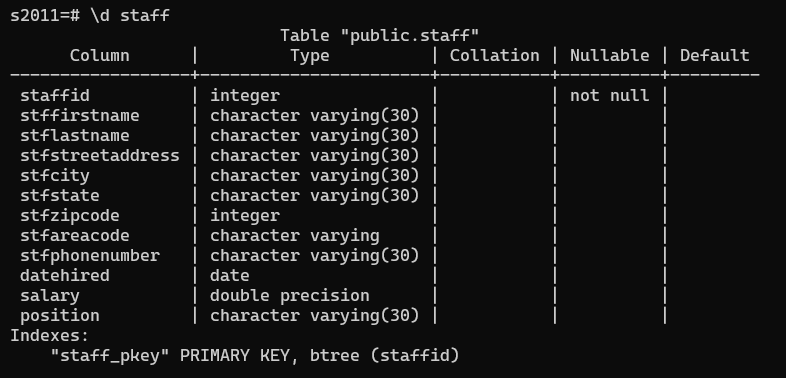 s2011=# \d staff
                           Table "public.staff"
      Column      |         Type          | Collation | Nullable | Default
------------------+-----------------------+-----------+----------+---------
 staffid          | integer               |           | not null |
 stffirstname     | character varying(30) |           |          |
 stflastname      | character varying(30) |           |          |
 stfstreetaddress | character varying(30) |           |          |
 stfcity          | character varying(30) |           |          |
 stfstate         | character varying(30) |           |          |
 stfzipcode       | integer               |           |          |
 stfareacode      | character varying     |           |          |
 stfphonenumber   | character varying(30) |           |          |
 datehired        | date                  |           |          |
 salary           | double precision      |           |          |
 position         | character varying(30) |           |          |
Indexes:
    "staff_pkey" PRIMARY KEY, btree (staffid)